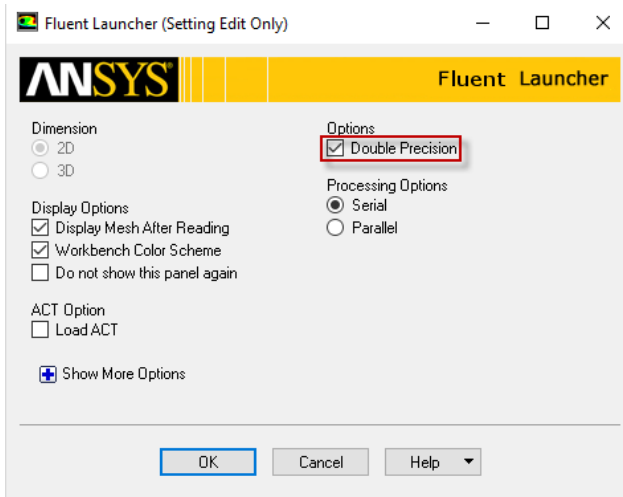 Fluent Launcher (Setting Edit Only)
ANSYS
Fluent Launcher
Dimension
2D
3D
Display Options
Display Mesh After Reading
Workbench Color Scheme
Do not show this panel again
ACT Option
Load ACT
Show More Options
Options
Double Precision
Processing Options
Serial
Parallel
OK
Cancel
Help